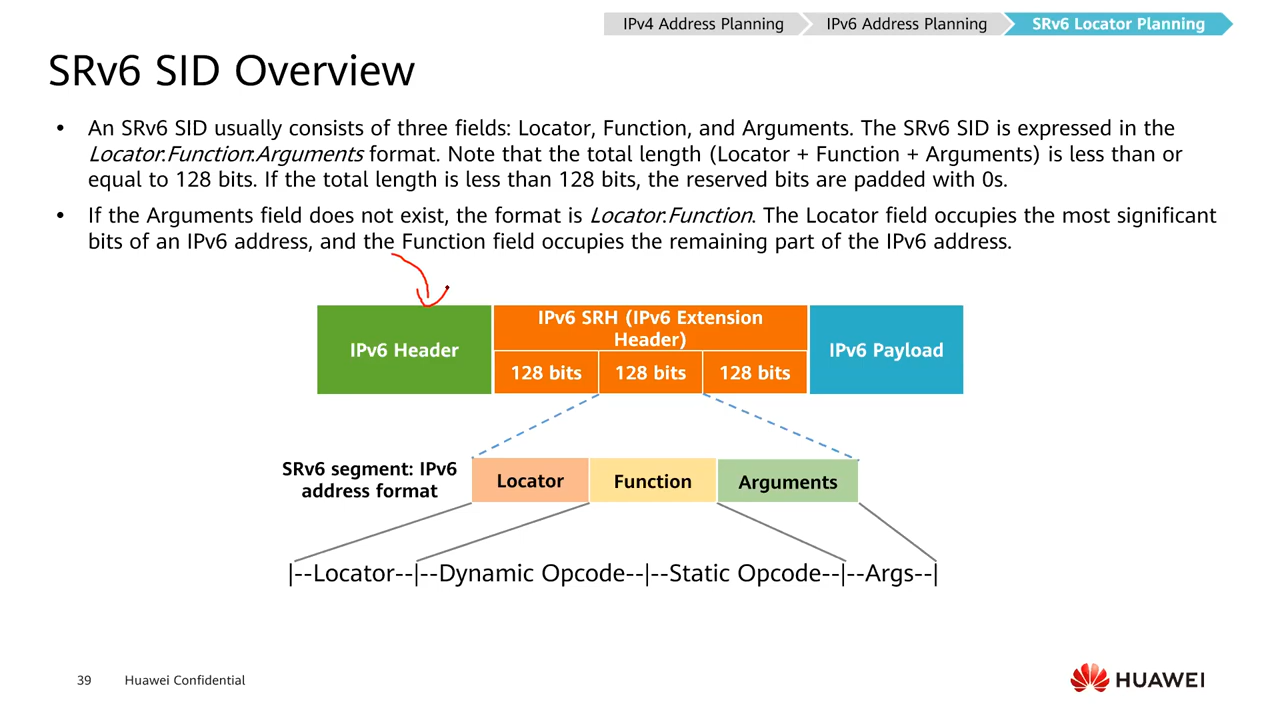 IPv4 Address Planning
IPv6 Address Planning
SRv6 Locator Planning
SRv6 SID Overview
• An SRv6 SID usually consists of three fields: Locator, Function, and Arguments. The SRv6 SID is expressed in the
Locator:Function:Arguments format. Note that the total length (Locator + Function + Arguments) is less than or
equal to 128 bits. If the total length is less than 128 bits, the reserved bits are padded with 0s.
• If the Arguments field does not exist, the format is Locator:Function. The Locator field occupies the most significant
bits of an IPv6 address, and the Function field occupies the remaining part of the IPv6 address.
IPv6 Header
IPv6 SRH (IPv6 Extension
Header)
128 bits
128 bits
128 bits
IPv6 Payload
SRv6 segment: IPv6
address format
Locator
Function
Arguments
|--Locator--|--Dynamic Opcode--|--Static Opcode--|--Args--|
39
Huawei Confidential
HUAWEI